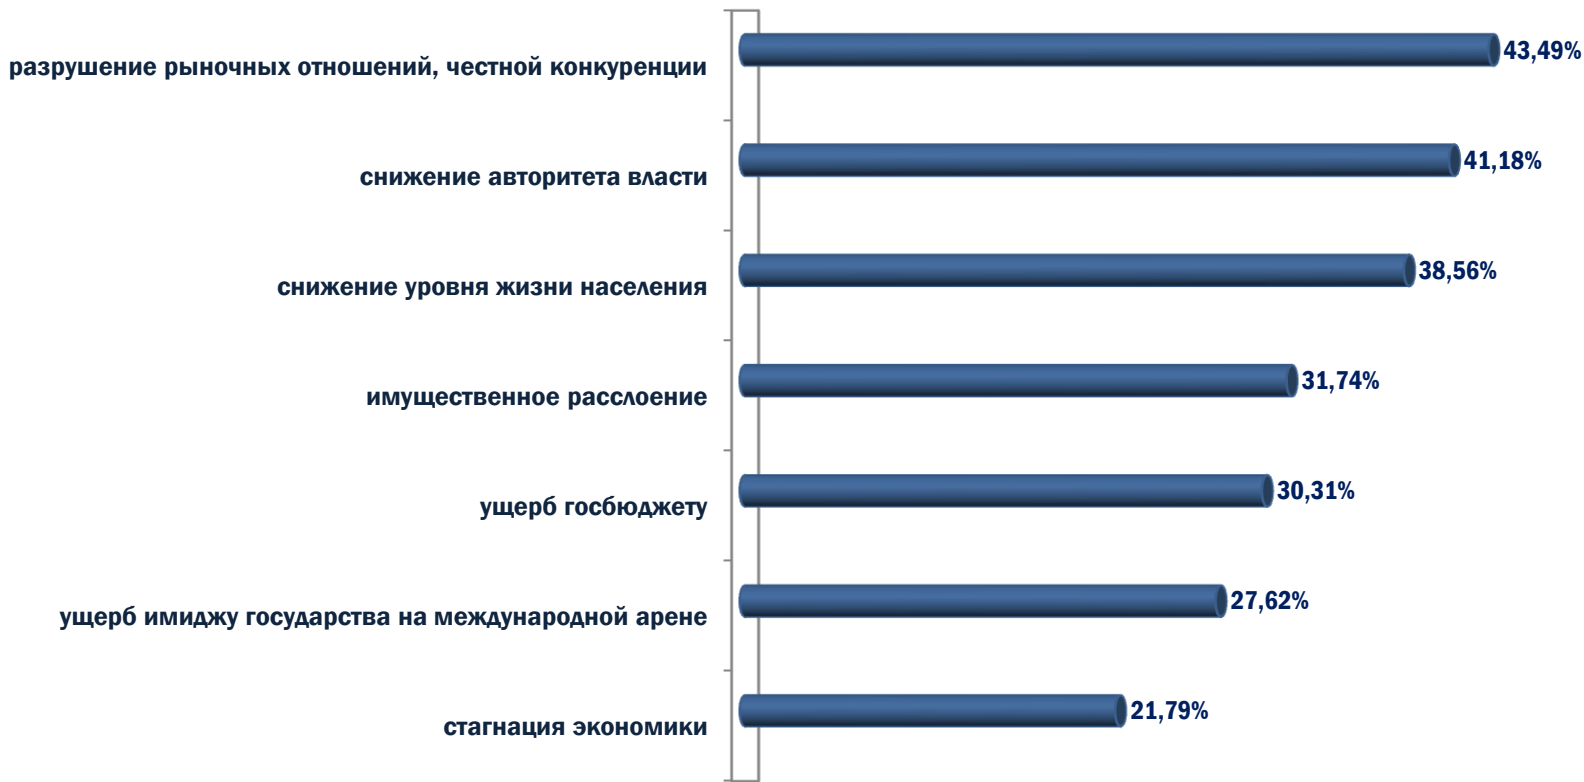 разрушение рыночных отношений, честной конкуренции
43,49%
снижение авторитета власти
41,18%
снижение уровня жизни населения
38,56%
имущественное расслоение
31,74%
ущерб госбюджету
30,31%
ущерб имиджу государства на международной арене
27,62%
стагнация экономики
21,79%